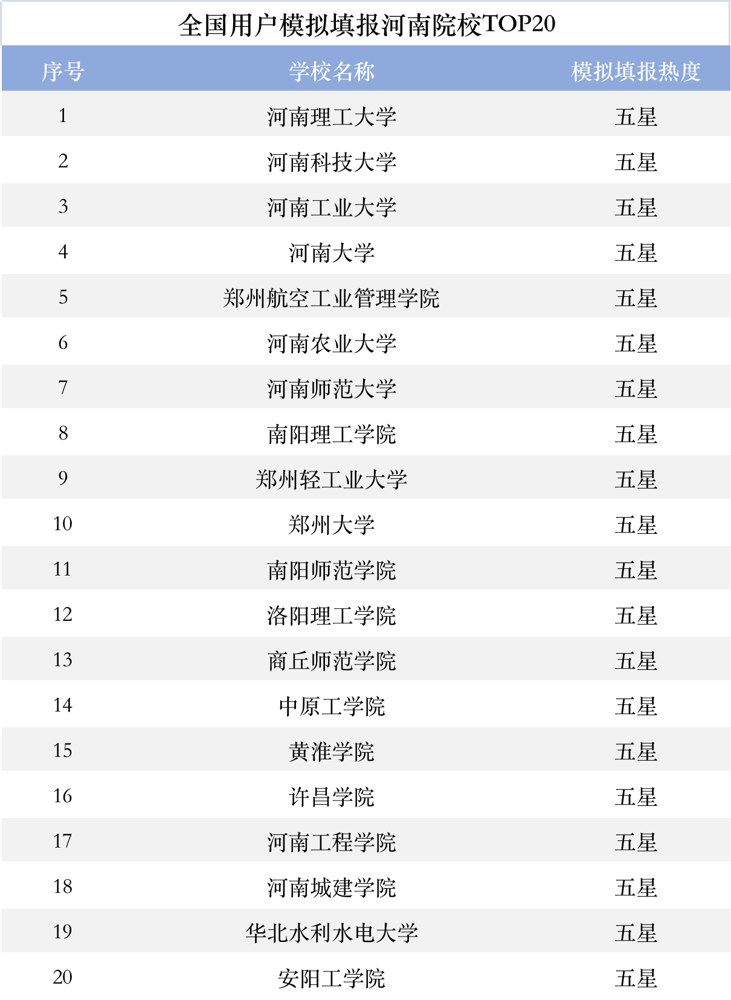 全国用户模拟填报河南院校TOP20
序号 学校名称 模拟填报热度
1 河南理工大学 五星
2 河南科技大学 五星
3 河南工业大学 五星
4 河南大学 五星
5 郑州航空工业管理学院 五星
6 河南农业大学 五星
7 河南师范大学 五星
8 南阳理工学院 五星
9 郑州轻工业大学 五星
10 郑州大学 五星
11 南阳师范学院 五星
12 洛阳理工学院 五星
13 商丘师范学院 五星
14 中原工学院 五星
15 黄淮学院 五星
16 许昌学院 五星
17 河南工程学院 五星
18 河南城建学院 五星
19 华北水利水电大学 五星
20 安阳工学院 五星